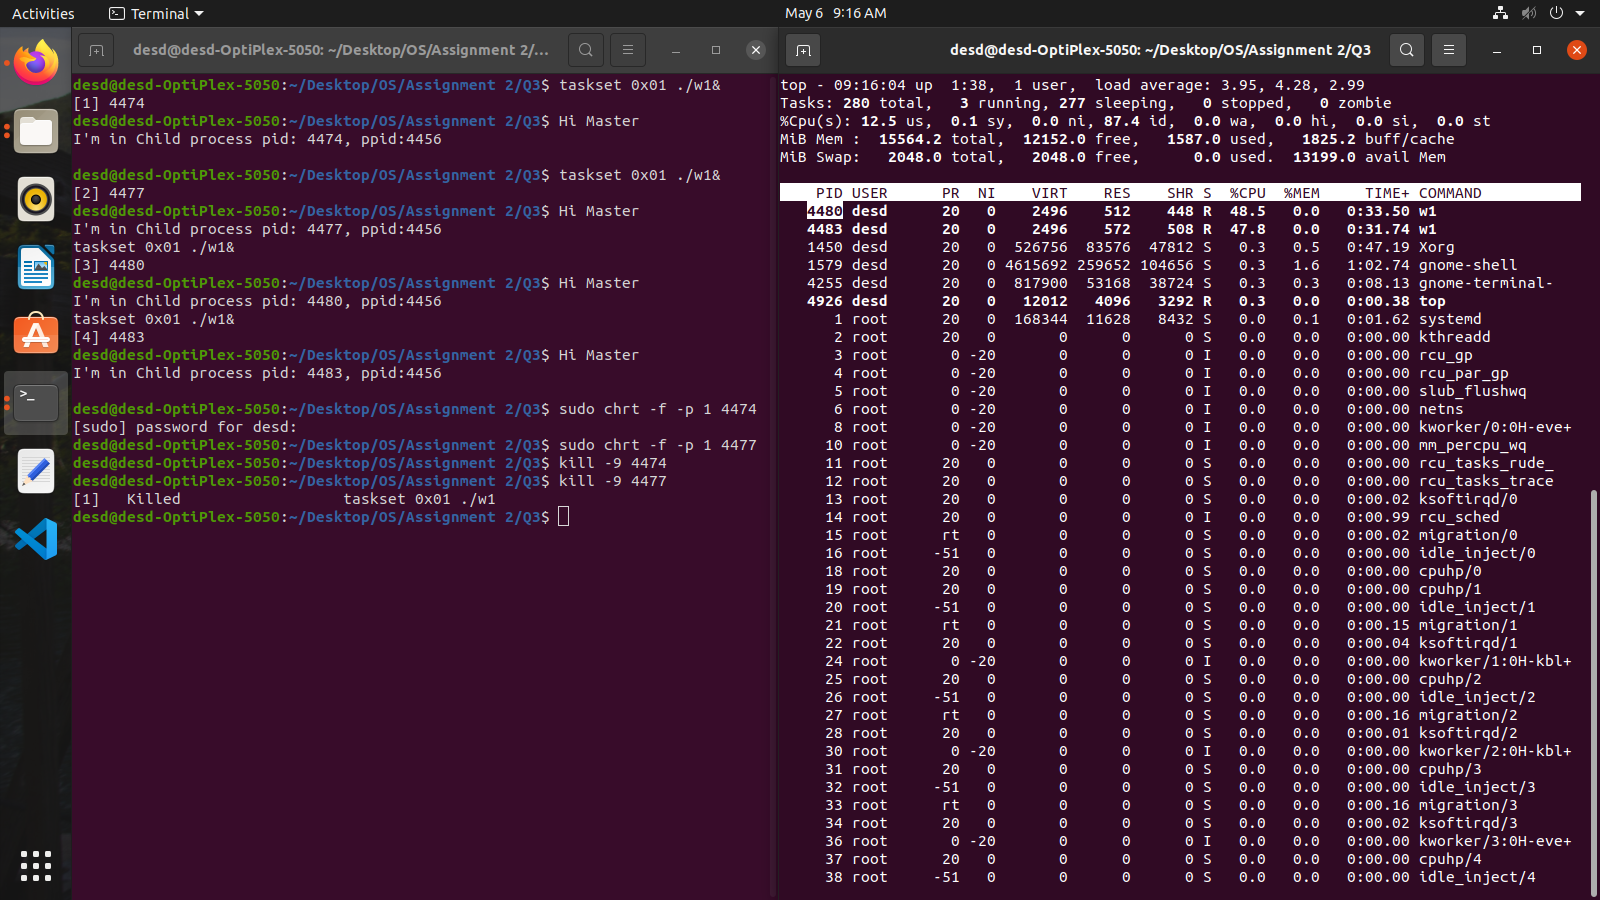 Activities
Terminal
May 6 9:16 AM
desd@desd-OptiPlex-5050: ~/Desktop/OS/Assignment 2/...
desd@desd-OptiPlex-5050:~/Desktop/OS/Assignment 2/Q3$ taskset 0x01 ./w1&
[1] 4474
desd@desd-OptiPlex-5050:~/Desktop/OS/Assignment 2/Q3$ Hi Master
I'm in Child process pid: 4474, ppid:4456
desd@desd-OptiPlex-5050:~/Desktop/OS/Assignment 2/Q3$ taskset 0x01 ./w1&
[2] 4477
desd@desd-OptiPlex-5050:~/Desktop/OS/Assignment 2/Q3$ Hi Master
I'm in Child process pid: 4477, ppid:4456
taskset 0x01 ./w1&
[3] 4480
desd@desd-OptiPlex-5050:~/Desktop/OS/Assignment 2/Q3$ Hi Master
I'm in Child process pid: 4480, ppid:4456
taskset 0x01 ./w1&
[4] 4483
desd@desd-OptiPlex-5050:~/Desktop/OS/Assignment 2/Q3$ Hi Master
I'm in Child process pid: 4483, ppid:4456
desd@desd-OptiPlex-5050:~/Desktop/OS/Assignment 2/Q3$ sudo chrt -f -p 1 4474
[sudo] password for desd:
desd@desd-OptiPlex-5050:~/Desktop/OS/Assignment 2/Q3$ sudo chrt -f -p 1 4477
desd@desd-OptiPlex-5050:~/Desktop/OS/Assignment 2/Q3$ kill -9 4474
desd@desd-OptiPlex-5050:~/Desktop/OS/Assignment 2/Q3$ kill -9 4477
[1]   Killed                  taskset 0x01 ./w1
desd@desd-OptiPlex-5050:~/Desktop/OS/Assignment 2/Q3$
desd@desd-OptiPlex-5050: ~/Desktop/OS/Assignment 2/Q3
top - 09:16:04 up  1:38,  1 user,  load average: 3.95, 4.28, 2.99
Tasks: 280 total,   3 running, 277 sleeping,   0 stopped,   0 zombie
%Cpu(s): 12.5 us,  0.1 sy,  0.0 ni, 87.4 id,  0.0 wa,  0.0 hi,  0.0 si,  0.0 st
MiB Mem :  15564.2 total,  12152.0 free,   1587.0 used,   1825.2 buff/cache
MiB Swap:   2048.0 total,   2048.0 free,      0.0 used.  13199.0 avail Mem
PID USER PR NI VIRT RES SHR S %CPU %MEM TIME+ COMMAND
4480 desd 20 0 2496 512 448 R 48.5 0.0 0:33.50 w1
4483 desd 20 0 2496 572 508 R 47.8 0.0 0:31.74 w1
1450 desd 20 0 526756 83576 47812 S 0.3 0.5 0:47.19 Xorg
1579 desd 20 0 4615692 259652 104656 S 0.3 1.6 1:02.74 gnome-shell
4255 desd 20 0 817900 53168 38724 S 0.3 0.3 0:08.13 gnome-terminal-
4926 desd 20 0 12012 4096 3292 R 0.3 0.0 0:00.38 top
1 root 20 0 168344 11628 8432 S 0.0 0.1 0:01.62 systemd
2 root 20 0 0 0 0 S 0.0 0.0 0:00.00 kthreadd
3 root 0 -20 0 0 0 I 0.0 0.0 0:00.00 rcu_gp
4 root 0 -20 0 0 0 I 0.0 0.0 0:00.00 rcu_par_gp
5 root 0 -20 0 0 0 I 0.0 0.0 0:00.00 slub_flushwq
6 root 0 -20 0 0 0 I 0.0 0.0 0:00.00 netns
8 root 0 -20 0 0 0 I 0.0 0.0 0:00.00 kworker/0:0H-eve+
10 root 0 -20 0 0 0 I 0.0 0.0 0:00.00 mm_percpu_wq
11 root 20 0 0 0 0 S 0.0 0.0 0:00.00 rcu_tasks_rude_
12 root 20 0 0 0 0 S 0.0 0.0 0:00.00 rcu_tasks_trace
13 root 20 0 0 0 0 S 0.0 0.0 0:00.02 ksoftirqd/0
14 root 20 0 0 0 0 I 0.0 0.0 0:00.99 rcu_sched
15 root rt 0 0 0 0 S 0.0 0.0 0:00.02 migration/0
16 root -51 0 0 0 0 S 0.0 0.0 0:00.00 idle_inject/0
18 root 20 0 0 0 0 S 0.0 0.0 0:00.00 cpuhp/0
19 root 20 0 0 0 0 S 0.0 0.0 0:00.00 cpuhp/1
20 root -51 0 0 0 0 S 0.0 0.0 0:00.00 idle_inject/1
21 root rt 0 0 0 0 S 0.0 0.0 0:00.15 migration/1
22 root 20 0 0 0 0 S 0.0 0.0 0:00.04 ksoftirqd/1
24 root 0 -20 0 0 0 I 0.0 0.0 0:00.00 kworker/1:0H-kbl+
25 root 20 0 0 0 0 S 0.0 0.0 0:00.00 cpuhp/2
26 root -51 0 0 0 0 S 0.0 0.0 0:00.00 idle_inject/2
27 root rt 0 0 0 0 S 0.0 0.0 0:00.16 migration/2
28 root 20 0 0 0 0 S 0.0 0.0 0:00.01 ksoftirqd/2
30 root 0 -20 0 0 0 I 0.0 0.0 0:00.00 kworker/2:0H-kbl+
31 root 20 0 0 0 0 S 0.0 0.0 0:00.00 cpuhp/3
32 root -51 0 0 0 0 S 0.0 0.0 0:00.00 idle_inject/3
33 root rt 0 0 0 0 S 0.0 0.0 0:00.16 migration/3
34 root 20 0 0 0 0 S 0.0 0.0 0:00.02 ksoftirqd/3
36 root 0 -20 0 0 0 I 0.0 0.0 0:00.00 kworker/3:0H-eve+
37 root 20 0 0 0 0 S 0.0 0.0 0:00.00 cpuhp/4
38 root -51 0 0 0 0 S 0.0 0.0 0:00.00 idle_inject/4